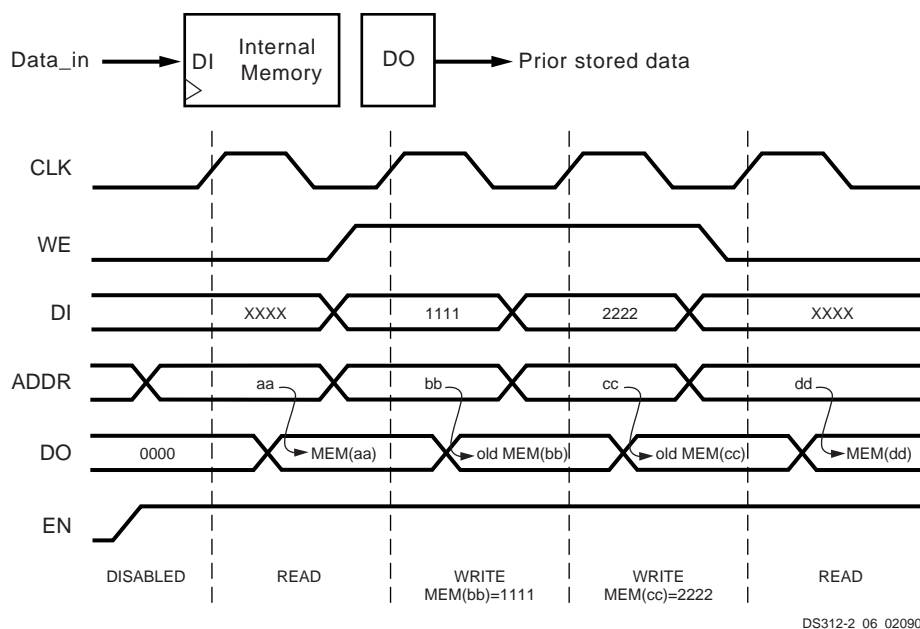 Data_in
DI
Internal
Memory
DO
Prior stored data
CLK
WE
DI
XXXX
1111
2222
XXXX
ADDR
aa
bb
cc
dd
DO
0000
MEM(aa)
old MEM(bb)
old MEM(cc)
MEM(dd)
EN
DISABLED
READ
WRITE
MEM(bb)=1111
WRITE
MEM(cc)=2222
READ
DS312-2_06_02090